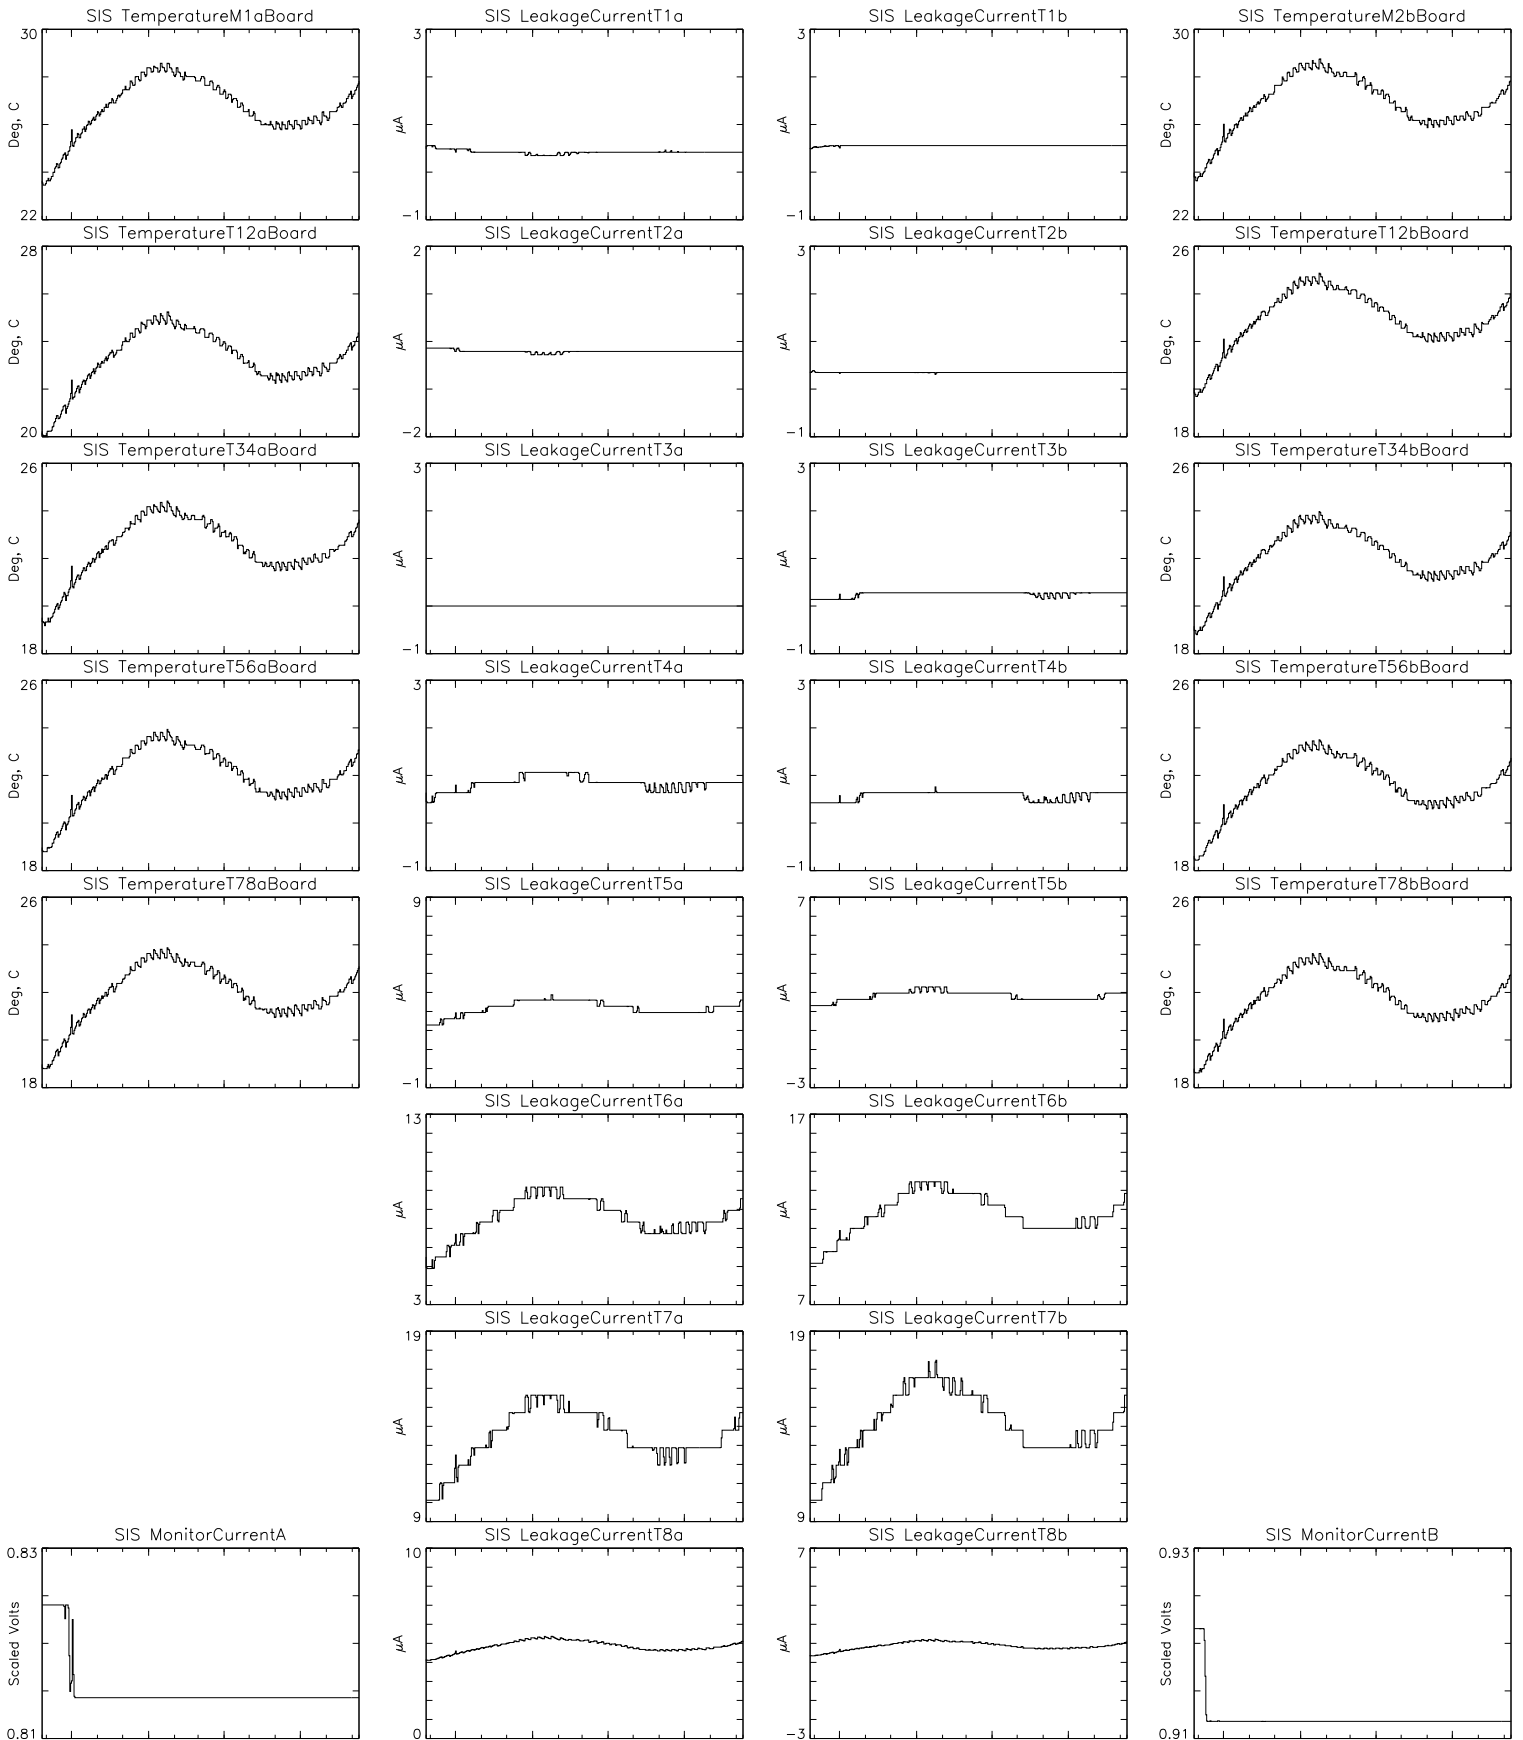 SIS TemperatureM1aBoard
30
Deg, C
22
SIS LeakageCurrentT1a
3
μA
−1
SIS LeakageCurrentT1b
3
μA
−1
SIS TemperatureM2bBoard
30
Deg, C
22
SIS TemperatureT12aBoard
28
Deg, C
20
SIS LeakageCurrentT2a
2
μA
−2
SIS LeakageCurrentT2b
3
μA
−1
SIS TemperatureT12bBoard
26
Deg, C
18
SIS TemperatureT34aBoard
26
Deg, C
18
SIS LeakageCurrentT3a
3
μA
−1
SIS LeakageCurrentT3b
3
μA
−1
SIS TemperatureT34bBoard
26
Deg, C
18
SIS TemperatureT56aBoard
26
Deg, C
18
SIS LeakageCurrentT4a
3
μA
−1
SIS LeakageCurrentT4b
3
μA
−1
SIS TemperatureT56bBoard
26
Deg, C
18
SIS TemperatureT78aBoard
26
Deg, C
18
SIS LeakageCurrentT5a
9
μA
−1
SIS LeakageCurrentT5b
7
μA
−3
SIS TemperatureT78bBoard
26
Deg, C
18
SIS LeakageCurrentT6a
13
μA
3
SIS LeakageCurrentT6b
17
μA
7
SIS LeakageCurrentT7a
19
μA
9
SIS LeakageCurrentT7b
19
μA
9
SIS MonitorCurrentA
0.83
Scaled Volts
0.81
SIS LeakageCurrentT8a
10
μA
0
SIS LeakageCurrentT8b
7
μA
−3
SIS MonitorCurrentB
0.93
Scaled Volts
0.91